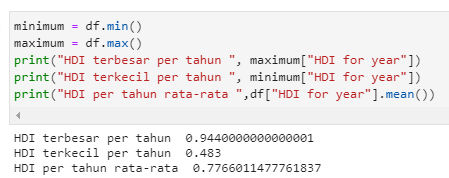 minimum = df.min()
maximum = df.max()
print("HDI terbesar per tahun ", maximum["HDI for year"])
print("HDI terkecil per tahun ", minimum["HDI for year"])
print("HDI per tahun rata-rata ",df["HDI for year"].mean())
HDI terbesar per tahun  0.9440000000000001
HDI terkecil per tahun  0.483
HDI per tahun rata-rata  0.7766011477761837